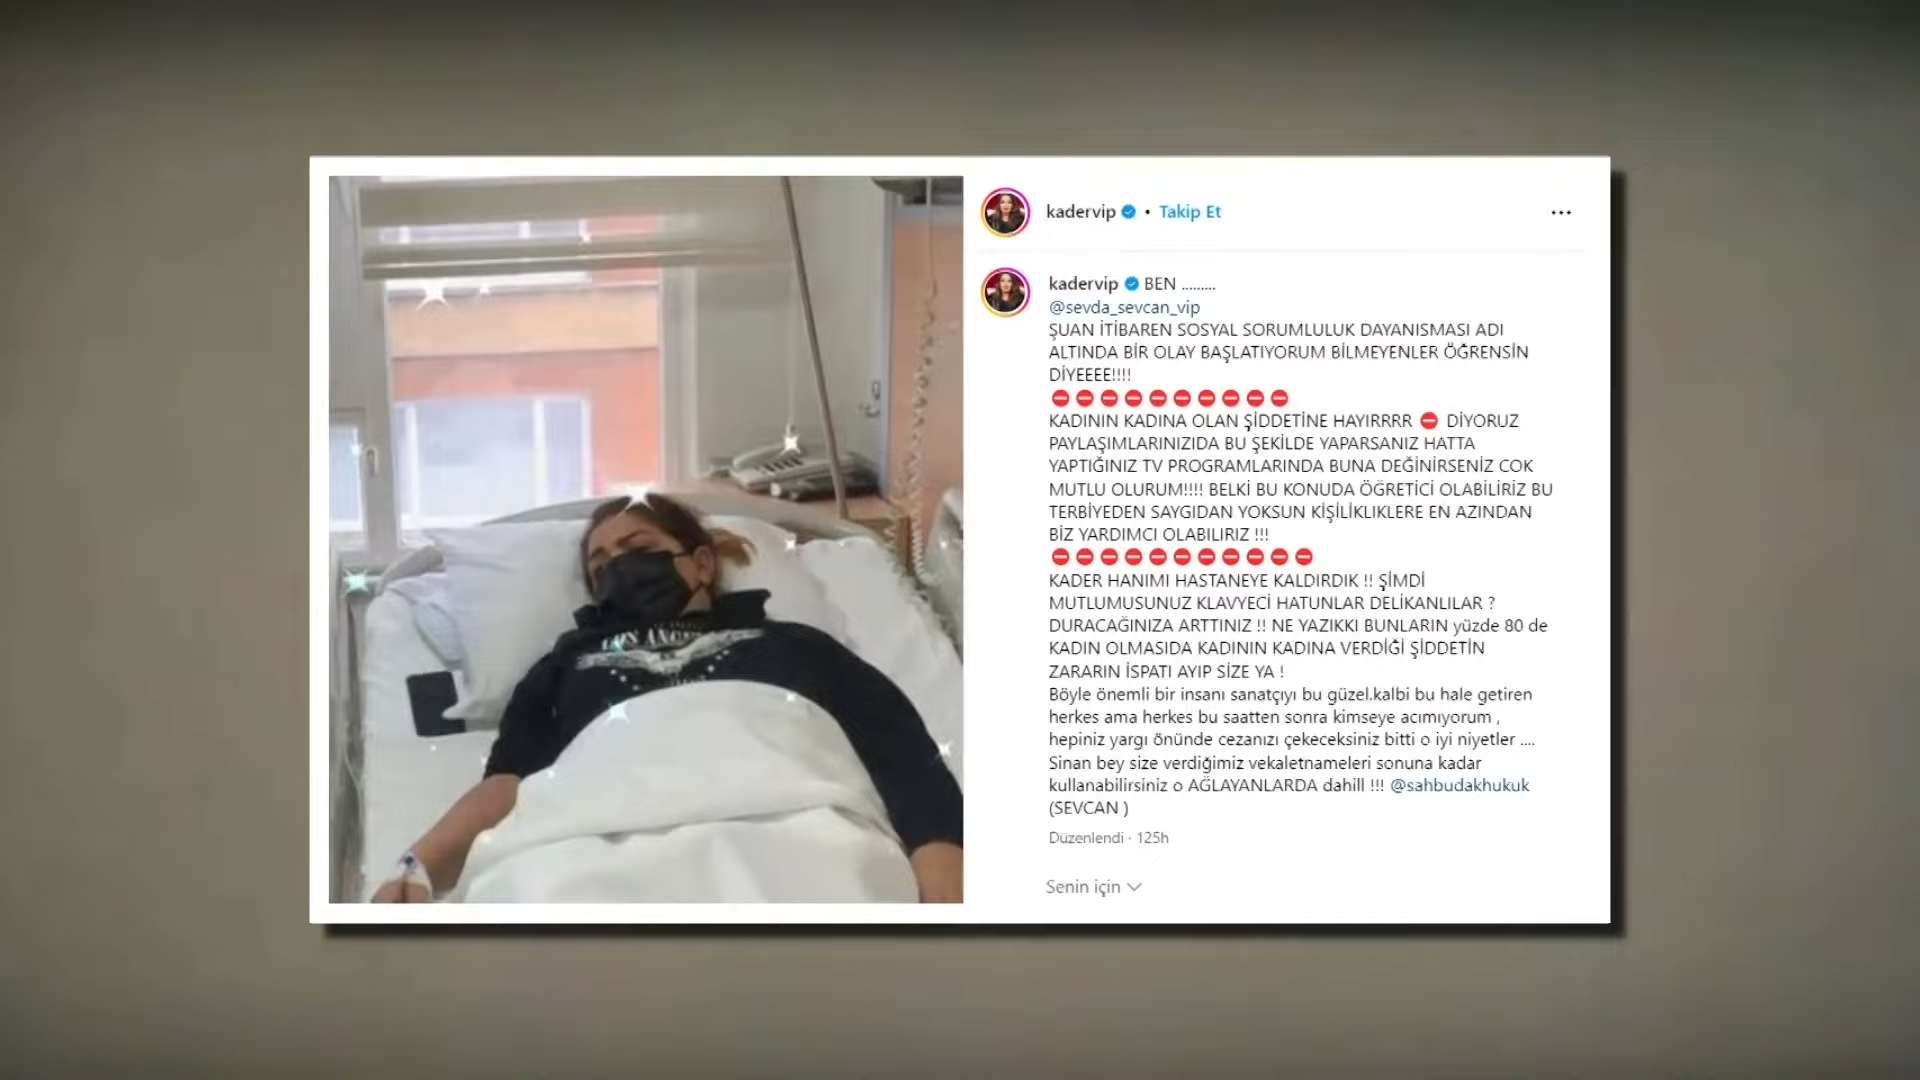 kadervip • Takip Et
kadervip BEN .........
@sevda_sevcan_vip
ŞUAN İTİBAREN SOSYAL SORUMLULUK DAYANISMASI ADI
ALTINDA BİR OLAY BAŞLATIYORUM BİLMEYENLER ÖĞRENSİN
DİYEEEE!!!!
⛔⛔⛔⛔⛔⛔⛔⛔⛔⛔
KADININ KADINA OLAN ŞİDDETİNE HAYIRRRR ⛔ DİYORUZ
PAYLAŞIMLARINIZIDA BU ŞEKİLDE YAPARSANIZ HATTA
YAPTIĞINIZ TV PROGRAMLARINDA BUNA DEĞİNİRSENİZ COK
MUTLU OLURUM!!!! BELKİ BU KONUDA ÖĞRETİCİ OLABİLİRİZ BU
TERBİYEDEN SAYGIDAN YOKSUN KİŞİLİKLIKLERE EN AZINDAN
BİZ YARDIMCI OLABILIRIZ !!!
⛔⛔⛔⛔⛔⛔⛔⛔⛔⛔⛔
KADER HANIMI HASTANEYE KALDIRDIK !! ŞİMDİ
MUTLUMUSUNUZ KLAVYECİ HATUNLAR DELİKANLILAR ?
DURACAĞINIZA ARTTINIZ !! NE YAZIKKI BUNLARIN yüzde 80 de
KADIN OLMASIDA KADININ KADINA VERDİĞİ ŞİDDETİN
ZARARIN İSPATI AYIP SİZE YA !
Böyle önemli bir insanı sanatçıyı bu güzel.kalbi bu hale getiren
herkes ama herkes bu saatten sonra kimseye acımıyorum ,
hepiniz yargı önünde cezanızı çekeceksiniz bitti o iyi niyetler ....
Sinan bey size verdiğimiz vekaletnameleri sonuna kadar
kullanabilirsiniz o AĞLAYANLARDA dahill !!! @sahbudakhukuk
(SEVCAN )
Düzenlendi · 125h
Senin için